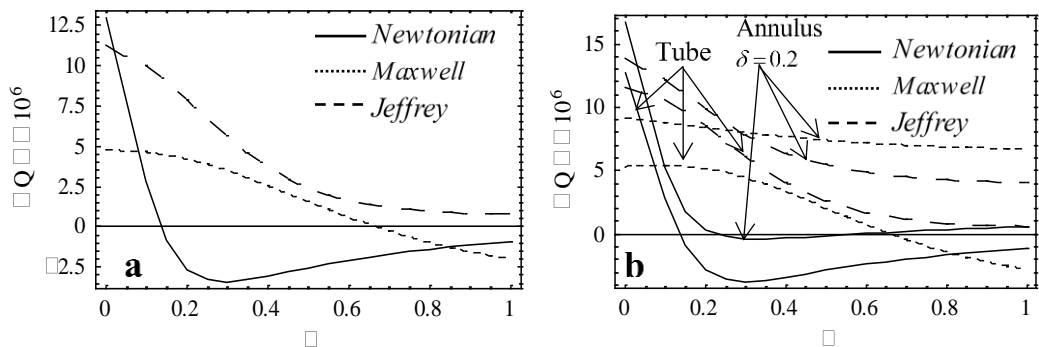 12.5
10
7.5
5
2.5
0
□2.5
□ Q □□ 10^6
Newtonian
Maxwell
Jeffrey
a
0 0.2 0.4 0.6 0.8 1
□
15
10
5
0
□ Q □□ 10^6
Tube
Annulus
δ=0.2
Newtonian
Maxwell
Jeffrey
b
0 0.2 0.4 0.6 0.8 1
□